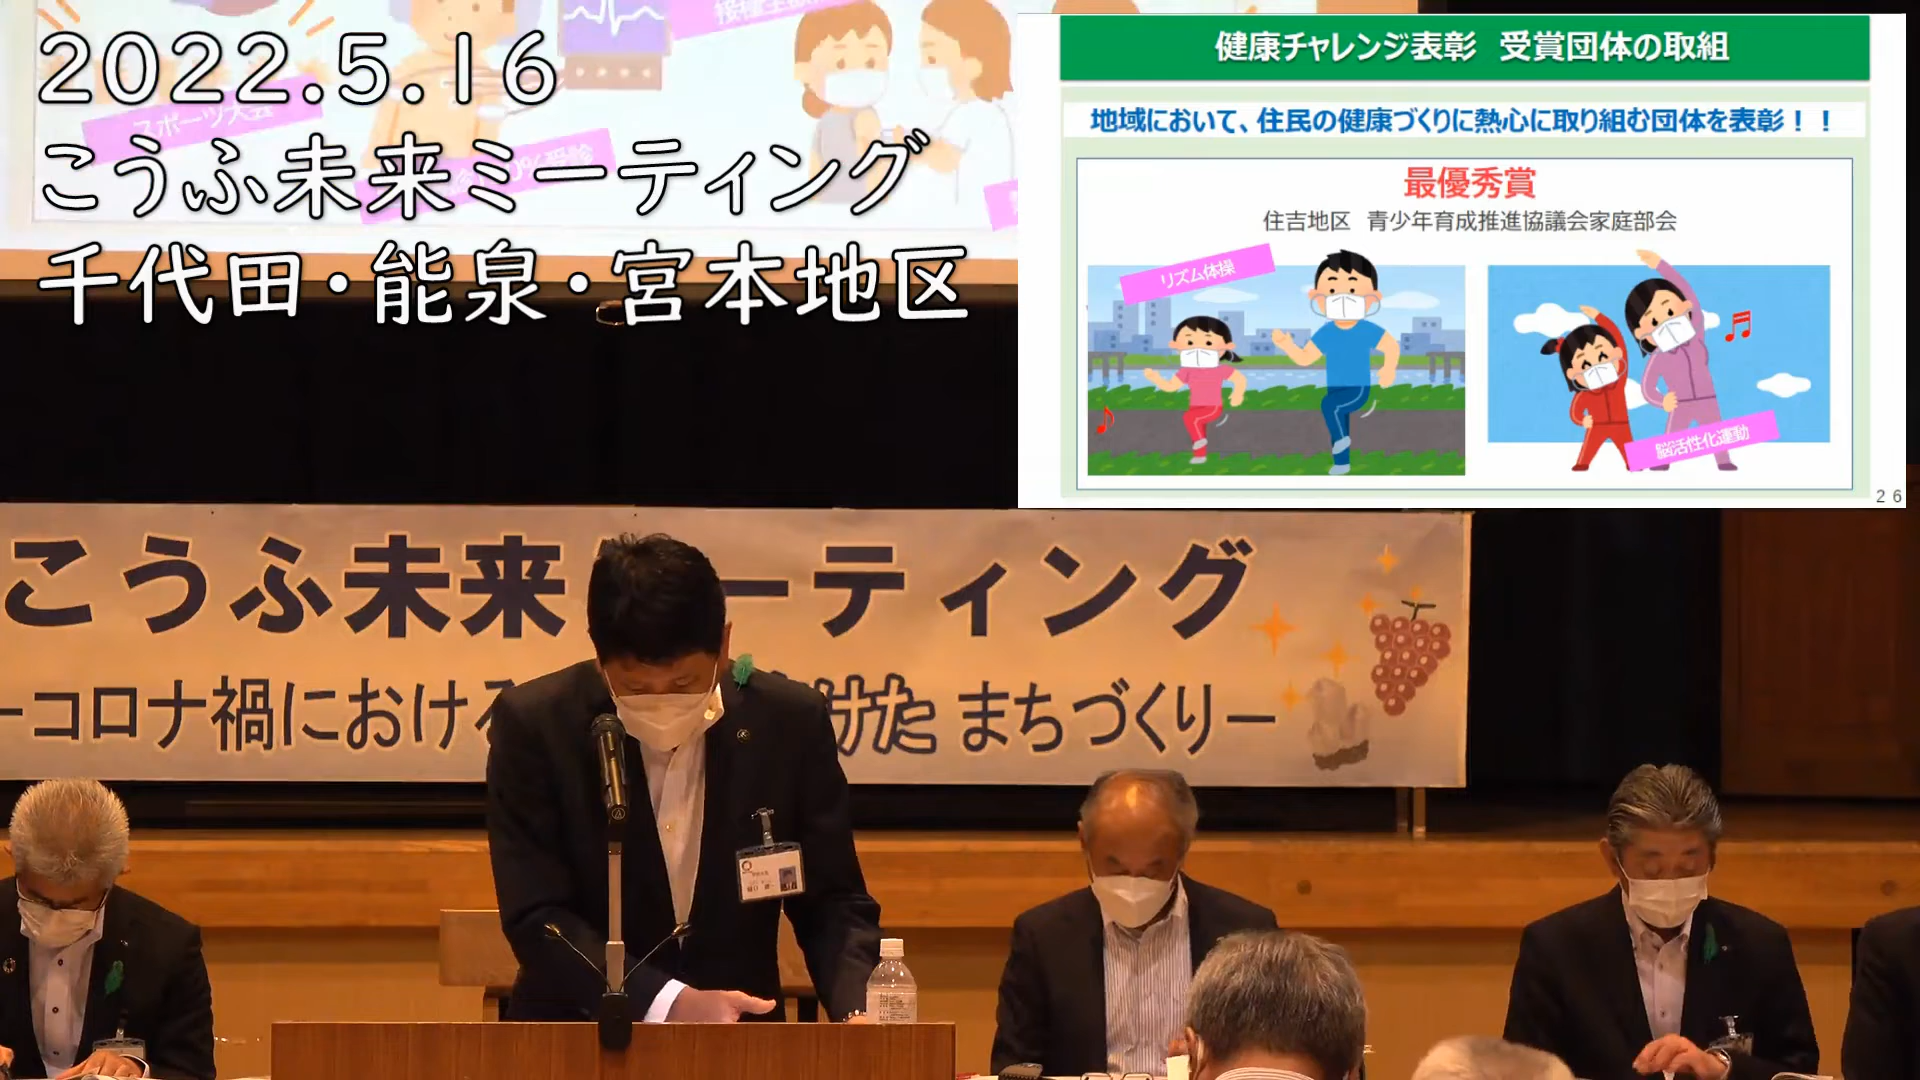 2022.5.16
こうふ未来ミーティング
千代田・能泉・宮本地区
スポーツ大会
健康チャレンジ表彰 受賞団体の取組
地域において、住民の健康づくりに熱心に取り組む団体を表彰！！
最優秀賞
住吉地区 青少年育成推進協議会家庭部会
リズム体操
脳活性化運動
26
こうふ未来 ーティング
ーコロナ禍におけ けた まちづくりー